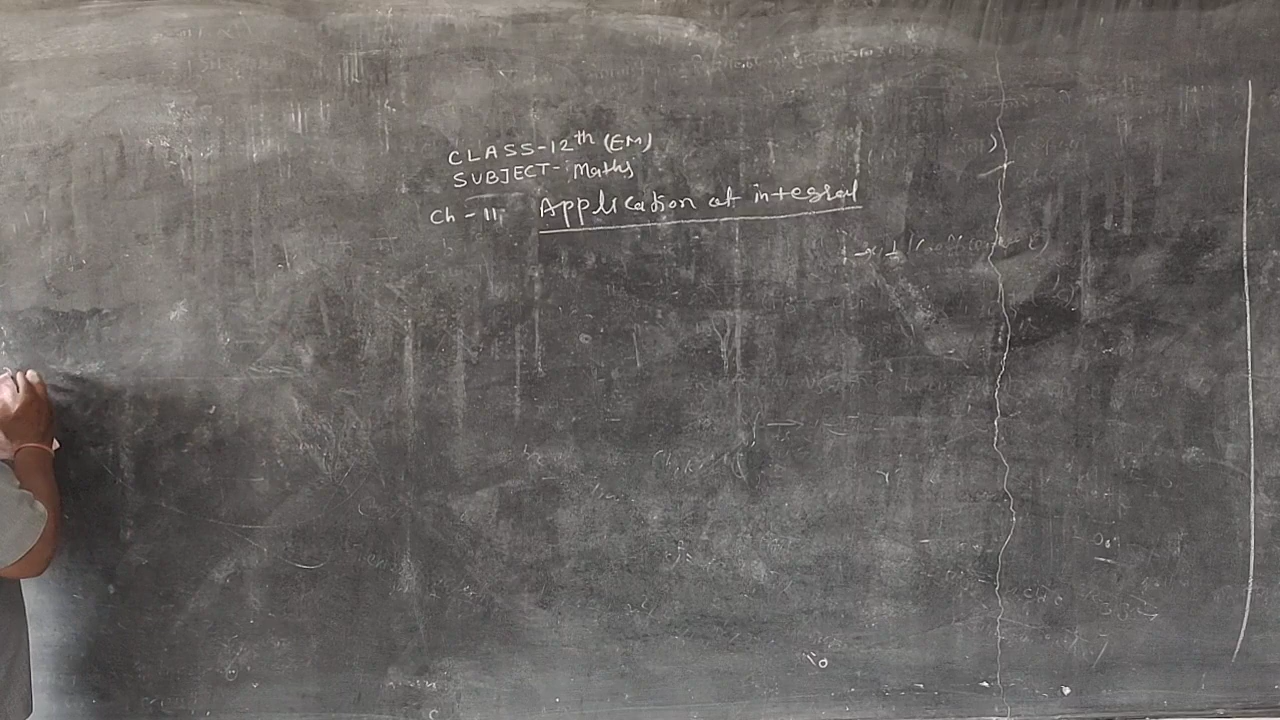 CLASS-12th (EM)
SUBJECT-: Maths
Ch - 11, Application of integral